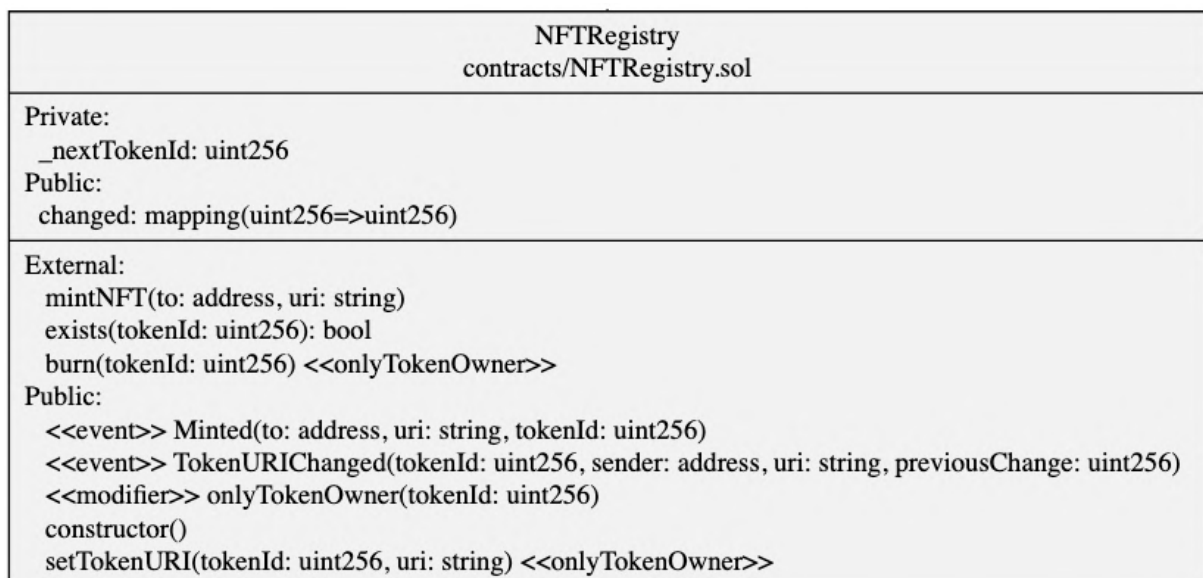 NFTRegistry
contracts/NFTRegistry.sol
Private:
_nextTokenId: uint256
Public:
changed: mapping(uint256=>uint256)
External:
mintNFT(to: address, uri: string)
exists(tokenId: uint256): bool
burn(tokenId: uint256) <<onlyTokenOwner>>
Public:
<<event>> Minted(to: address, uri: string, tokenId: uint256)
<<event>> TokenURIChanged(tokenId: uint256, sender: address, uri: string, previousChange: uint256)
<<modifier>> onlyTokenOwner(tokenId: uint256)
constructor()
setTokenURI(tokenId: uint256, uri: string) <<onlyTokenOwner>>